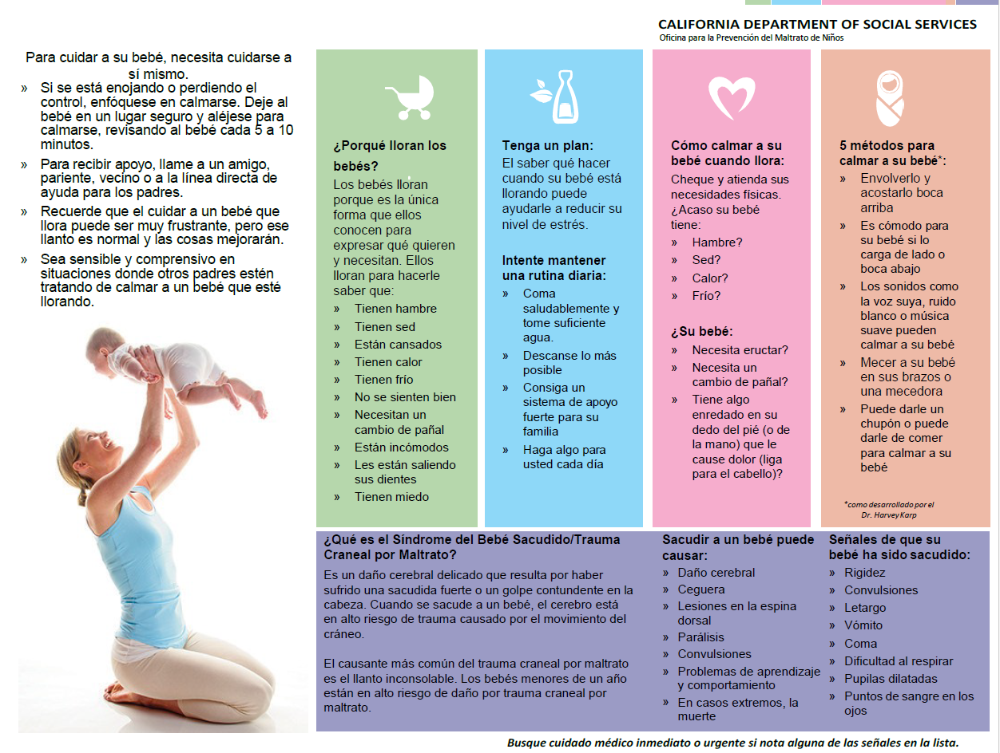 CALIFORNIA DEPARTMENT OF SOCIAL SERVICES
Oficina para la Prevención del Maltrato de Niños
Para cuidar a su bebé, necesita cuidarse a
sí mismo.
» Si se está enojando o perdiendo el
control, enfóquese en calmarse. Deje al
bebé en un lugar seguro y aléjese para
calmarse, revisando al bebé cada 5 a 10
minutos.
» Para recibir apoyo, llame a un amigo,
pariente, vecino o a la línea directa de
ayuda para los padres.
» Recuerde que el cuidar a un bebé que
llora puede ser muy frustrante, pero ese
llanto es normal y las cosas mejorarán.
» Sea sensible y comprensivo en
situaciones donde otros padres estén
tratando de calmar a un bebé que esté
llorando.
¿Porqué lloran los
bebés?
Los bebés lloran
porque es la única
forma que ellos
conocen para
expresar qué quieren
y necesitan. Ellos
lloran para hacerle
saber que:
» Tienen hambre
» Tienen sed
» Están cansados
» Tienen calor
» Tienen frío
» No se sienten bien
» Necesitan un
cambio de pañal
» Están incómodos
» Les están saliendo
sus dientes
» Tienen miedo
Tenga un plan:
El saber qué hacer
cuando su bebé está
llorando puede
ayudarle a reducir su
nivel de estrés.
Intente mantener
una rutina diaria:
» Coma
saludablemente y
tome suficiente
agua.
» Descanse lo más
posible
» Consiga un
sistema de apoyo
fuerte para su
familia
» Haga algo para
usted cada día
Cómo calmar a su
bebé cuando llora:
Cheque y atienda sus
necesidades físicas.
¿Acaso su bebé
tiene:
» Hambre?
» Sed?
» Calor?
» Frío?
¿Su bebé:
» Necesita eructar?
» Necesita un
cambio de pañal?
» Tiene algo
enredado en su
dedo del pié (o de
la mano) que le
cause dolor (liga
para el cabello)?
5 métodos para
calmar a su bebé*:
» Envolverlo y
acostarlo boca
arriba
» Es cómodo para
su bebé si lo
carga de lado o
boca abajo
» Los sonidos como
la voz suya, ruido
blanco o música
suave pueden
calmar a su bebé
» Mecer a su bebé
en sus brazos o
una mecedora
» Puede darle un
chupón o puede
darle de comer
para calmar a su
bebé
*como desarrollado por el
Dr. Harvey Karp
¿Qué es el Síndrome del Bebé Sacudido/Trauma
Craneal por Maltrato?
Es un daño cerebral delicado que resulta por haber
sufrido una sacudida fuerte o un golpe contundente en la
cabeza. Cuando se sacude a un bebé, el cerebro está
en alto riesgo de trauma causado por el movimiento del
cráneo.
El causante más común del trauma craneal por maltrato
es el llanto inconsolable. Los bebés menores de un año
están en alto riesgo de daño por trauma craneal por
maltrato.
Sacudir a un bebé puede
causar:
» Daño cerebral
» Ceguera
» Lesiones en la espina
dorsal
» Parálisis
» Convulsiones
» Problemas de aprendizaje
y comportamiento
» En casos extremos, la
muerte
Señales de que su
bebé ha sido sacudido:
» Rigidez
» Convulsiones
» Letargo
» Vómito
» Coma
» Dificultad al respirar
» Pupilas dilatadas
» Puntos de sangre en los
ojos
Busque cuidado médico inmediato o urgente si nota alguna de las señales en la lista.